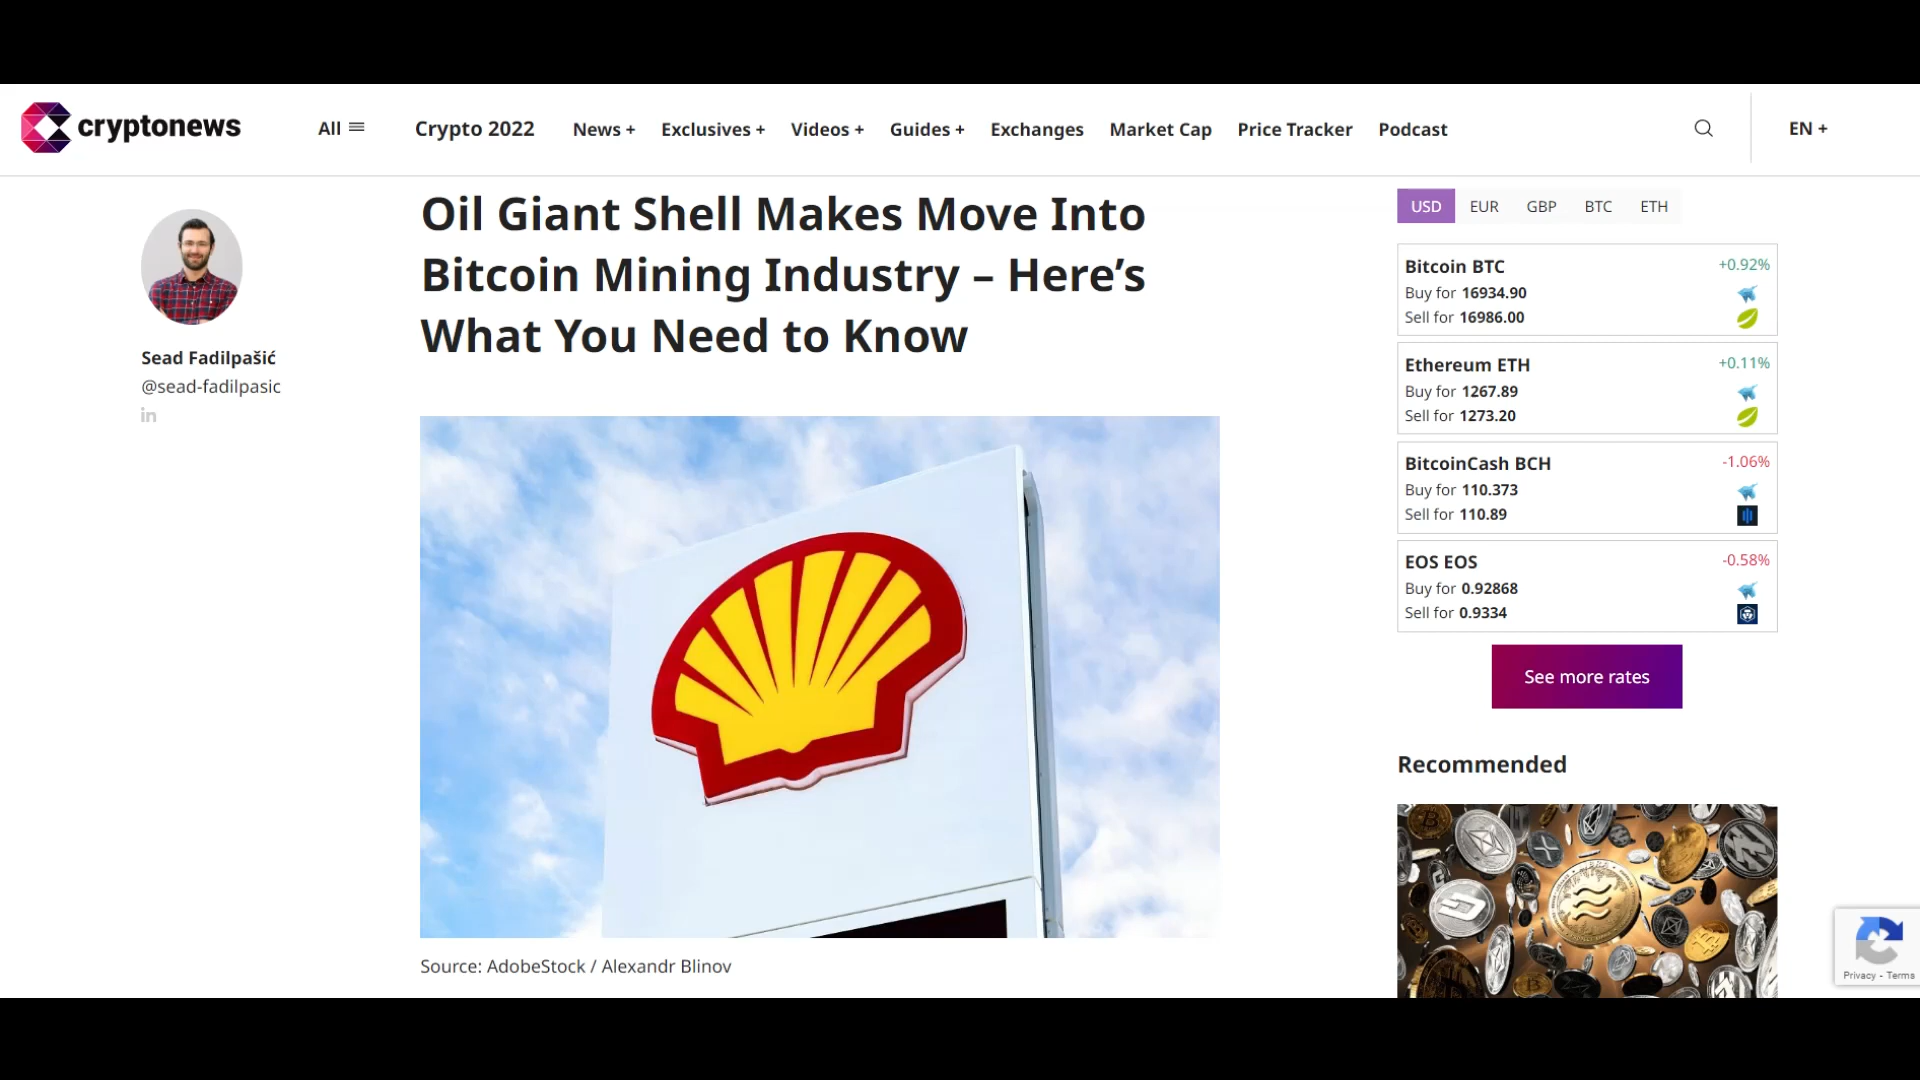 cryptonews
All
Crypto 2022
News +
Exclusives +
Videos +
Guides +
Exchanges
Market Cap
Price Tracker
Podcast
EN +
Sead Fadilpašić
@sead-fadilpasic
in
Oil Giant Shell Makes Move Into
Bitcoin Mining Industry – Here’s
What You Need to Know
Source: AdobeStock / Alexandr Blinov
USD EUR GBP BTC ETH
Bitcoin BTC +0.92%
Buy for 16934.90
Sell for 16986.00
Ethereum ETH +0.11%
Buy for 1267.89
Sell for 1273.20
BitcoinCash BCH -1.06%
Buy for 110.373
Sell for 110.89
EOS EOS -0.58%
Buy for 0.92868
Sell for 0.9334
See more rates
Recommended
Privacy - Terms